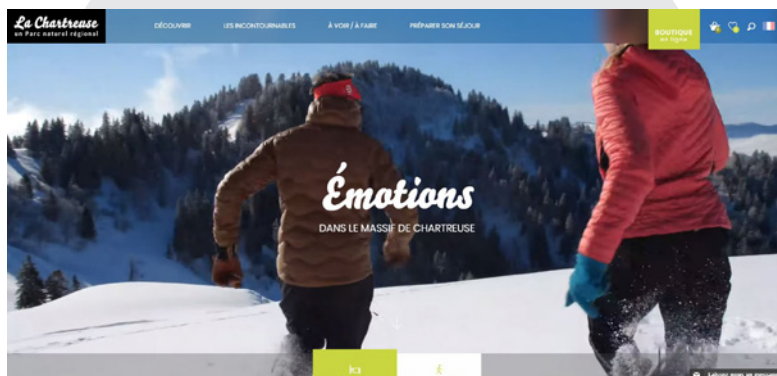 La Chartreuse
un Parc naturel régional
DÉCOUVRIR
LES INCONTOURNABLES
À VOIR / À FAIRE
PRÉPARER SON SÉJOUR
BOUTIQUE
en ligne
Émotions
DANS LE MASSIF DE CHARTREUSE